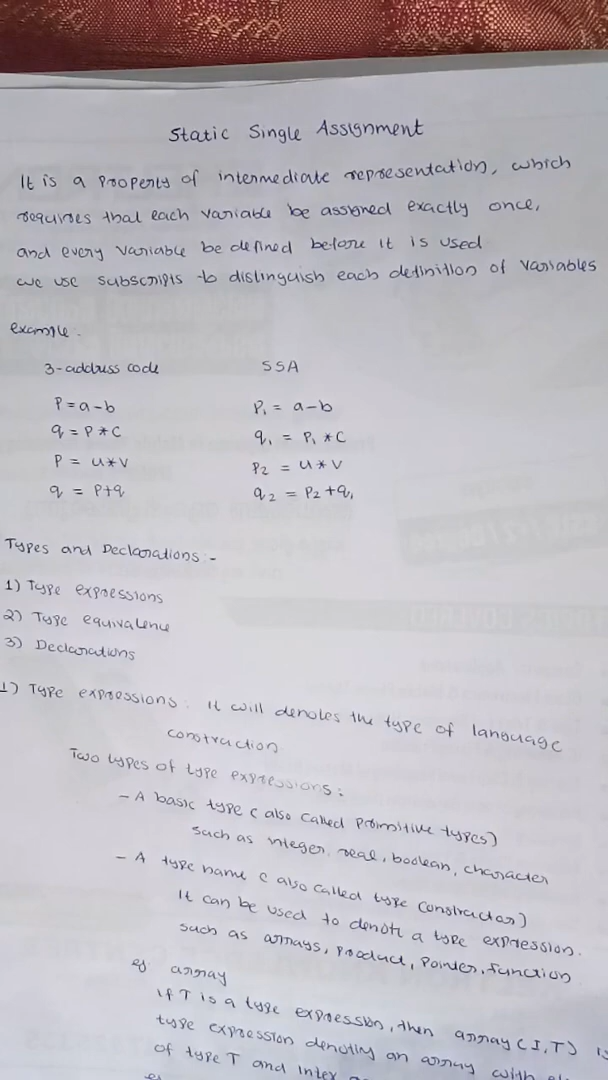 Static Single Assignment
It is a property of intermediate representation, which
requires that each variable be assigned exactly once,
and every variable be defined before it is used
we use subscripts to distinguish each definition of variables
example.
3-address code SSA
P = a-b P₁ = a-b
q = P*C q₁ = P₁ *C
P = u*v P₂ = u*v
q = P+q q₂ = P₂+q₁
Types and Declarations:-
1) Type expressions
2) Type equivalence
3) Declarations
1) Type expressions: It will denotes the type of language
construction
Two types of type expressions:
- A basic type (also called primitive types)
such as integer, real, boolean, character
- A type name (also called type constructor)
It can be used to denote a type expression.
such as arrays, product, pointer, function
eg array
if T is a type expression, then array (I,T) is
type expression denoting an array with
of type T and
eg